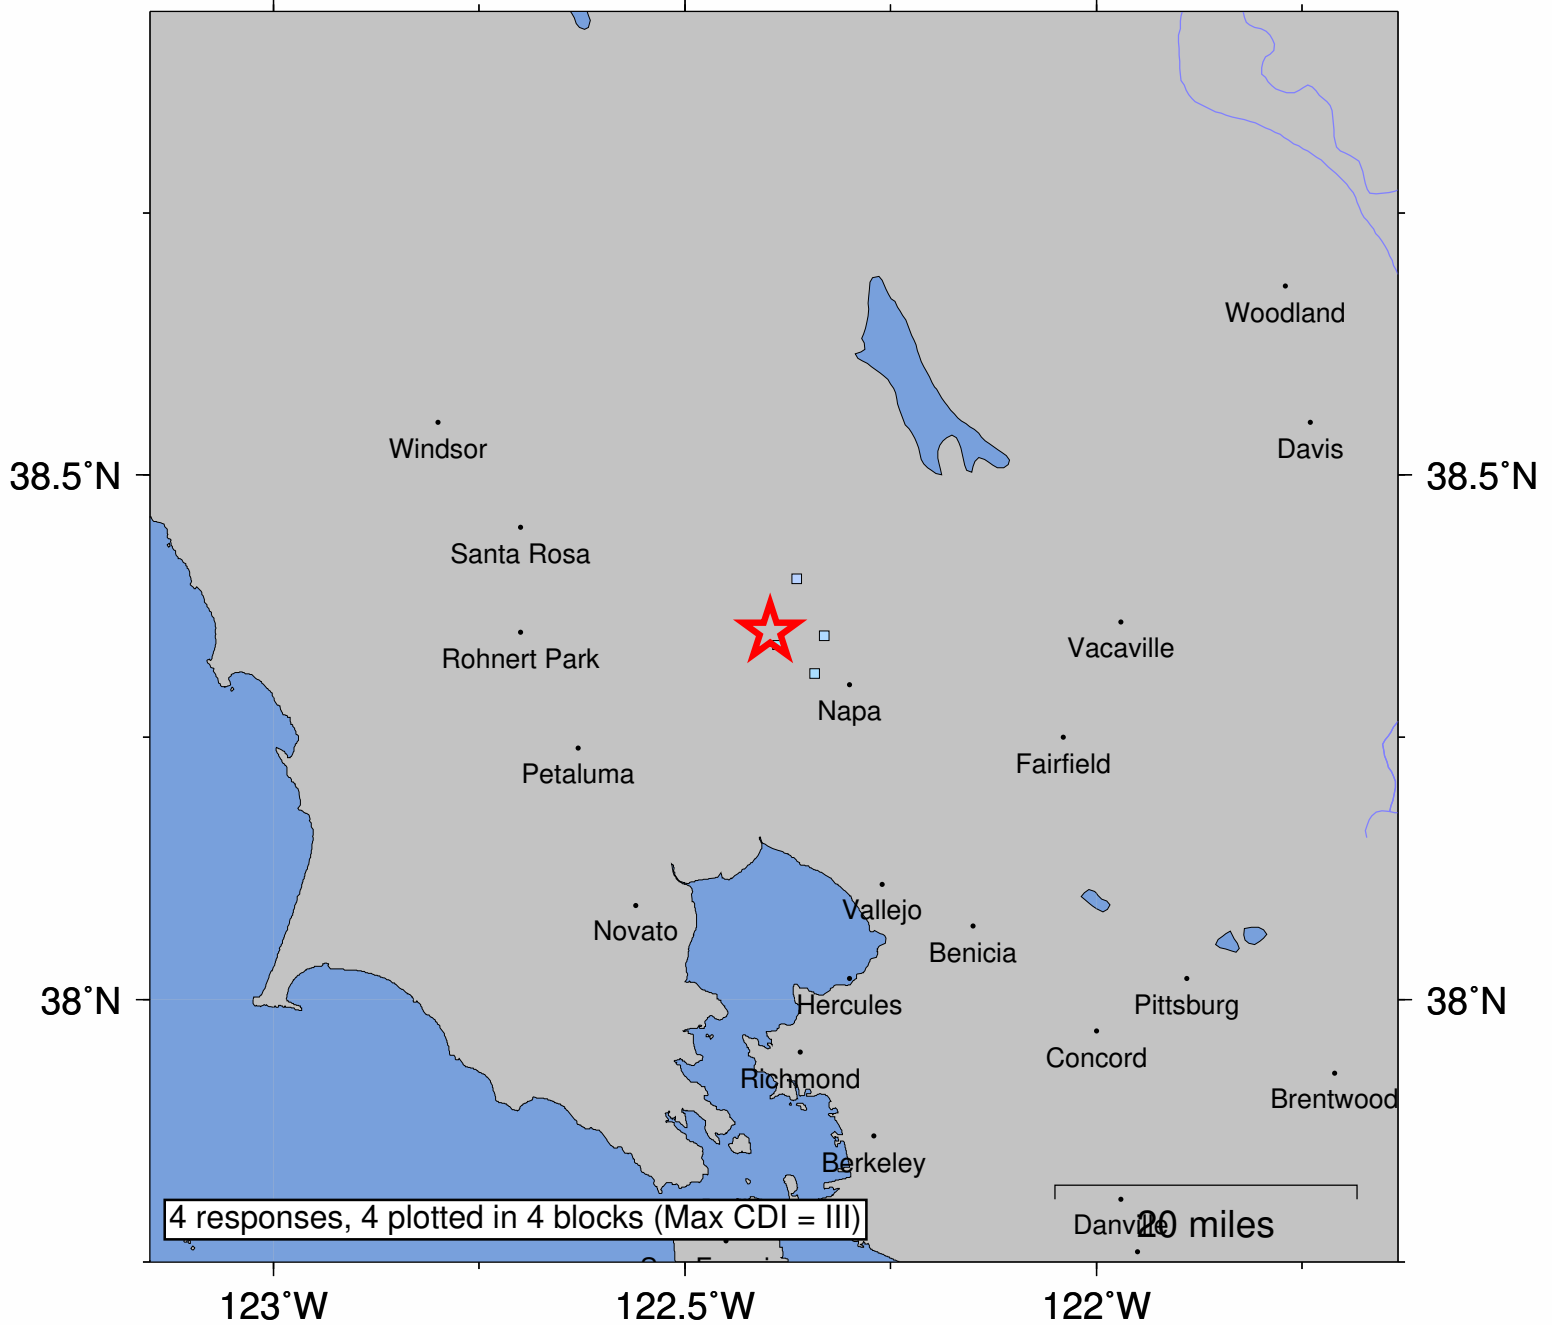 Woodland
Windsor
Davis
38.5°N
38.5°N
Santa Rosa
Rohnert Park
Vacaville
Napa
Fairfield
Petaluma
Vallejo
Novato
Benicia
38°N
Hercules
Pittsburg
38°N
Concord
Richmond
Brentwood
Berkeley
4 responses, 4 plotted in 4 blocks (Max CDI = III)
Danville
20 miles
123°W
122.5°W
122°W